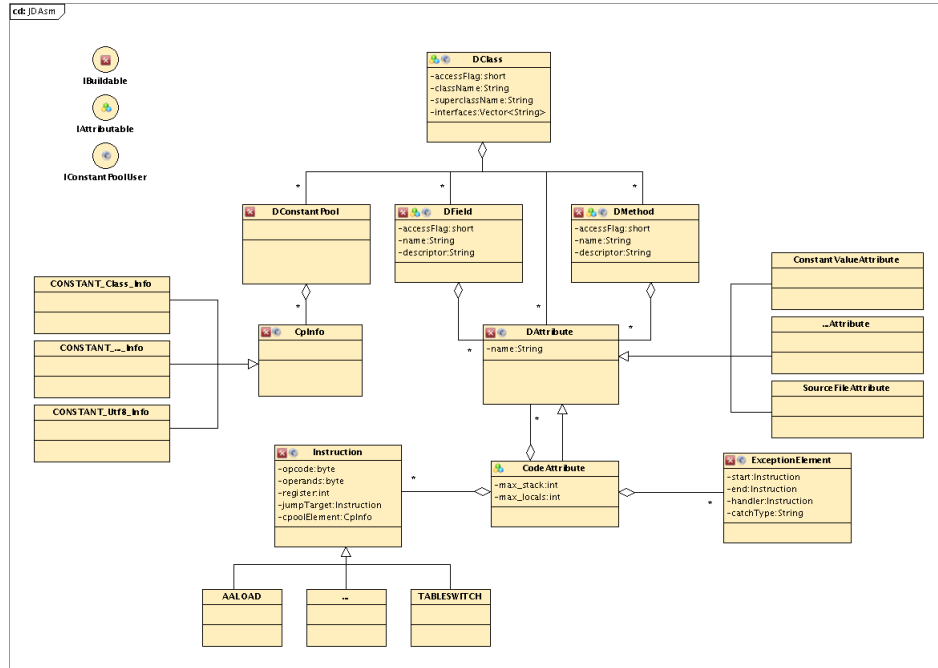 cd: JDAsm
IBuildable
IAttributable
IConstantPoolUser
DClass
-accessFlag:short
-className:String
-superclassName:String
-interfaces:Vector<String>
*
*
*
*
DConstantPool
DField
-accessFlag:short
-name:String
-descriptor:String
DMethod
-accessFlag:short
-name:String
-descriptor:String
*
*
*
CpInfo
DAttribute
-name:String
CONSTANT_Class_Info
CONSTANT_..._Info
CONSTANT_Utf8_Info
ConstantValueAttribute
...Attribute
SourceFileAttribute
*
Instruction
-opcode:byte
-operands:byte
-register:int
-jumpTarget:Instruction
-cpoolElement:CpInfo
*
CodeAttribute
-max_stack:int
-max_locals:int
*
ExceptionElement
-start:Instruction
-end:Instruction
-handler:Instruction
-catchType:String
AALOAD
...
TABLESWITCH